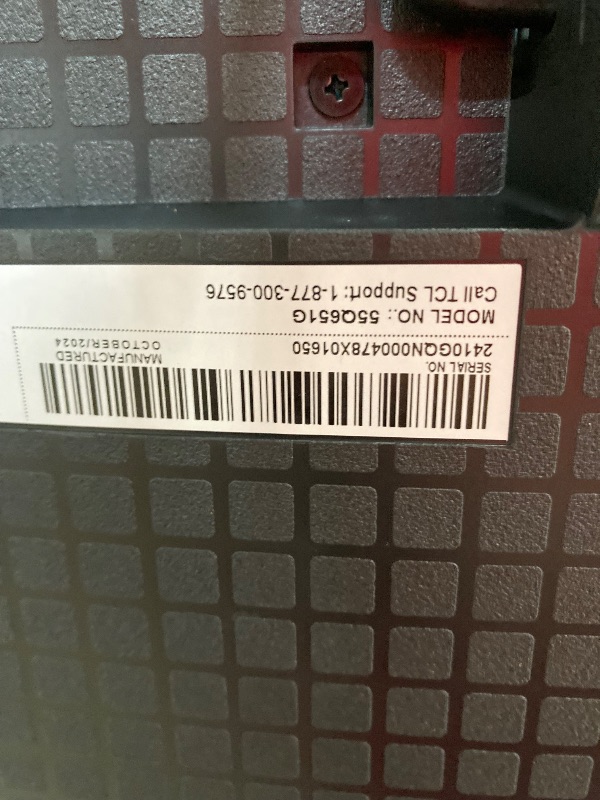 SERIAL NO.
2410GQN000478X01650
MANUFACTURED
OCTOBER/2024
MODEL NO.: 55Q651G
Call TCL Support: 1-877-300-9576